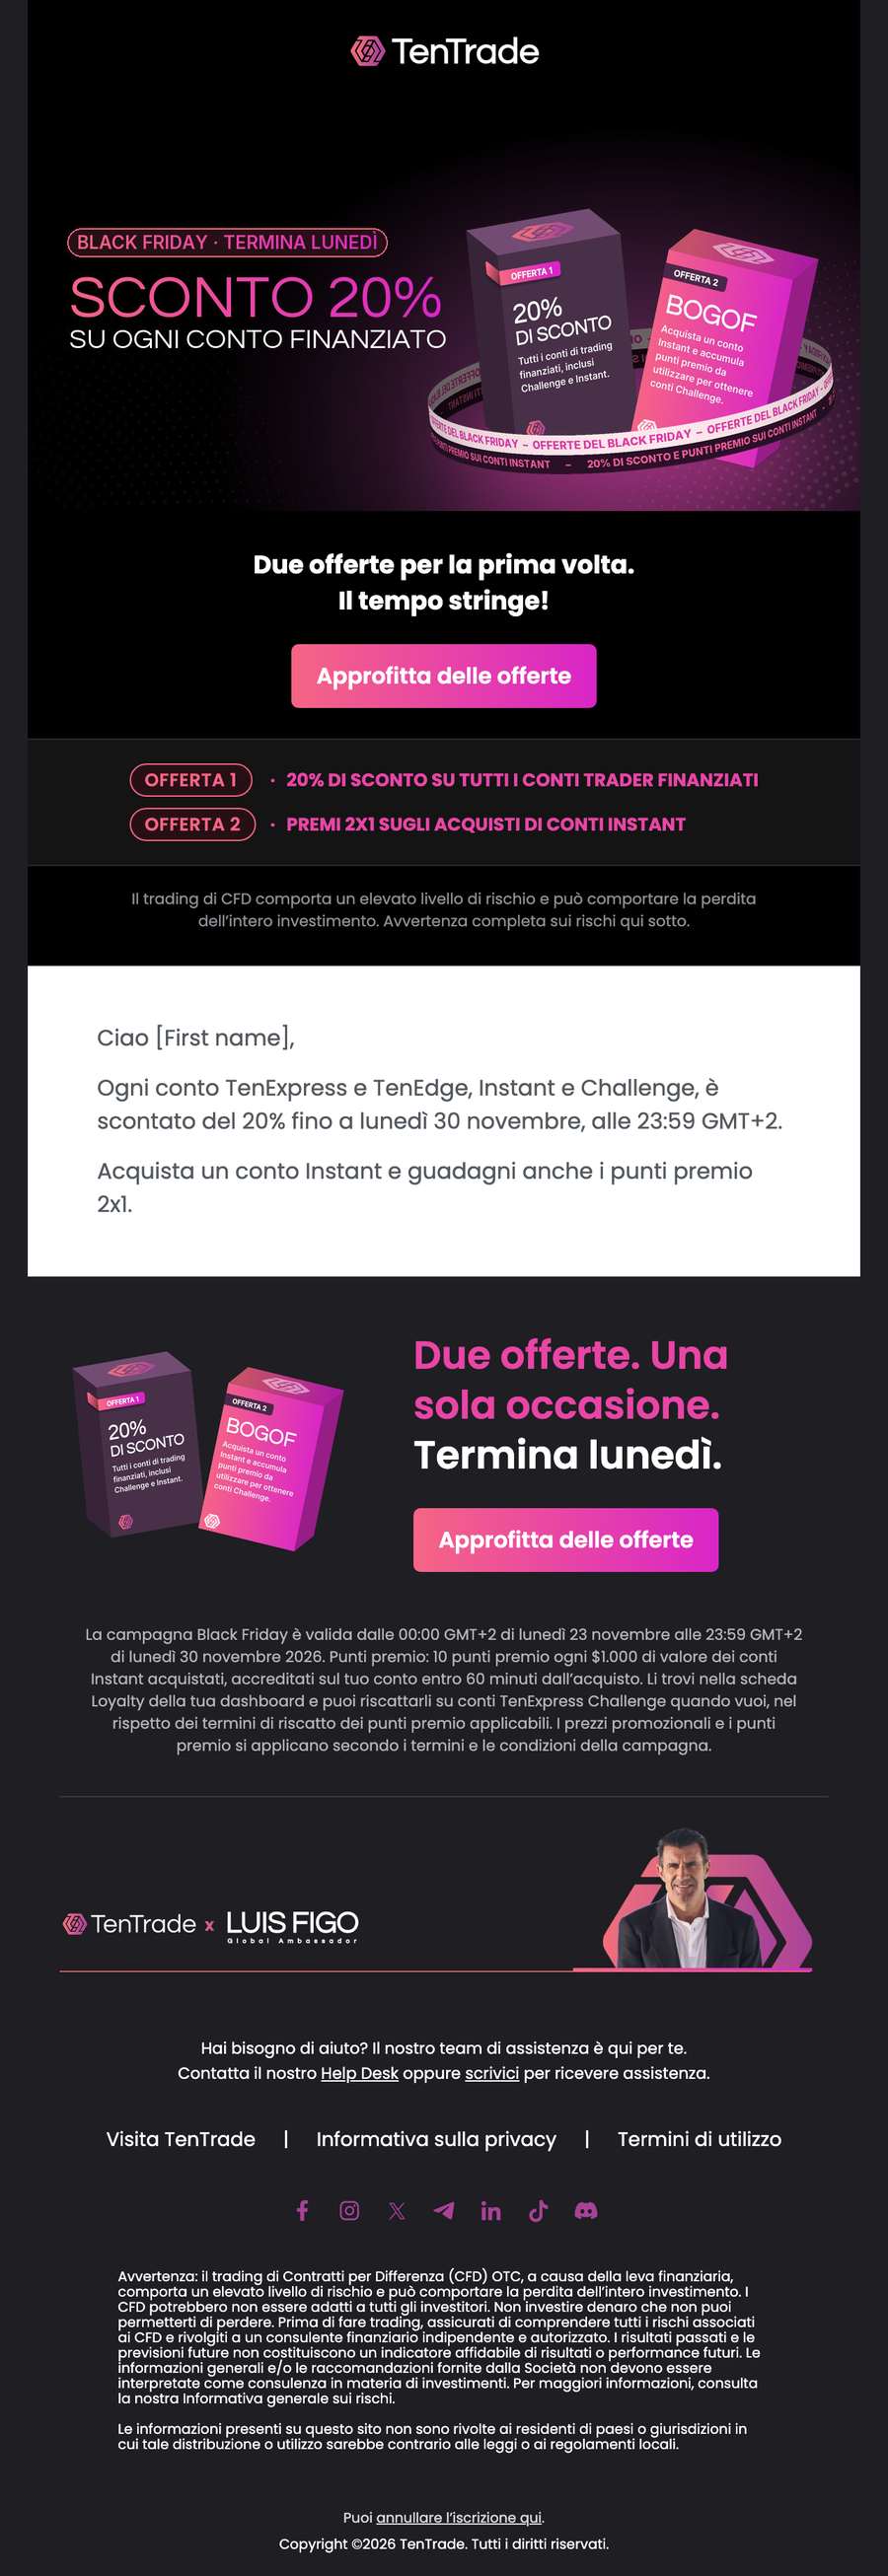 TenTrade
BLACK FRIDAY · TERMINA LUNEDÌ
SCONTO 20%
SU OGNI CONTO FINANZIATO
OFFERTA 1
20%
DI SCONTO
Tutti i conti di trading
finanziati, inclusi
Challenge e Instant.
OFFERTA 2
BOGOF
Acquista un conto
Instant e accumula
punti premio da
utilizzare per ottenere
conti Challenge.
OFFERTE DEL BLACK FRIDAY – OFFERTE DEL BLACK FRIDAY – OFFERTE DEL BLACK FRIDAY
PUNTI PREMIO SUI CONTI INSTANT – 20% DI SCONTO E PUNTI PREMIO SUI CONTI INSTANT
Due offerte per la prima volta.
Il tempo stringe!
Approfitta delle offerte
OFFERTA 1 · 20% DI SCONTO SU TUTTI I CONTI TRADER FINANZIATI
OFFERTA 2 · PREMI 2X1 SUGLI ACQUISTI DI CONTI INSTANT
Il trading di CFD comporta un elevato livello di rischio e può comportare la perdita
dell’intero investimento. Avvertenza completa sui rischi qui sotto.
Ciao [First name],
Ogni conto TenExpress e TenEdge, Instant e Challenge, è
scontato del 20% fino a lunedì 30 novembre, alle 23:59 GMT+2.
Acquista un conto Instant e guadagni anche i punti premio
2x1.
OFFERTA 1
20%
DI SCONTO
Tutti i conti di trading
finanziati, inclusi
Challenge e Instant.
OFFERTA 2
BOGOF
Acquista un conto
Instant e accumula
punti premio da
utilizzare per ottenere
conti Challenge.
Due offerte. Una
sola occasione.
Termina lunedì.
Approfitta delle offerte
La campagna Black Friday è valida dalle 00:00 GMT+2 di lunedì 23 novembre alle 23:59 GMT+2
di lunedì 30 novembre 2026. Punti premio: 10 punti premio ogni $1.000 di valore dei conti
Instant acquistati, accreditati sul tuo conto entro 60 minuti dall’acquisto. Li trovi nella scheda
Loyalty della tua dashboard e puoi riscattarli su conti TenExpress Challenge quando vuoi, nel
rispetto dei termini di riscatto dei punti premio applicabili. I prezzi promozionali e i punti
premio si applicano secondo i termini e le condizioni della campagna.
TenTrade x LUIS FIGO
Global Ambassador
Hai bisogno di aiuto? Il nostro team di assistenza è qui per te.
Contatta il nostro Help Desk oppure scrivici per ricevere assistenza.
Visita TenTrade | Informativa sulla privacy | Termini di utilizzo
Avvertenza: il trading di Contratti per Differenza (CFD) OTC, a causa della leva finanziaria,
comporta un elevato livello di rischio e può comportare la perdita dell’intero investimento. I
CFD potrebbero non essere adatti a tutti gli investitori. Non investire denaro che non puoi
permetterti di perdere. Prima di fare trading, assicurati di comprendere tutti i rischi associati
ai CFD e rivolgiti a un consulente finanziario indipendente e autorizzato. I risultati passati e le
previsioni future non costituiscono un indicatore affidabile di risultati o performance futuri. Le
informazioni generali e/o le raccomandazioni fornite dalla Società non devono essere
interpretate come consulenza in materia di investimenti. Per maggiori informazioni, consulta
la nostra Informativa generale sui rischi.
Le informazioni presenti su questo sito non sono rivolte ai residenti di paesi o giurisdizioni in
cui tale distribuzione o utilizzo sarebbe contrario alle leggi o ai regolamenti locali.
Puoi annullare l’iscrizione qui.
Copyright ©2026 TenTrade. Tutti i diritti riservati.